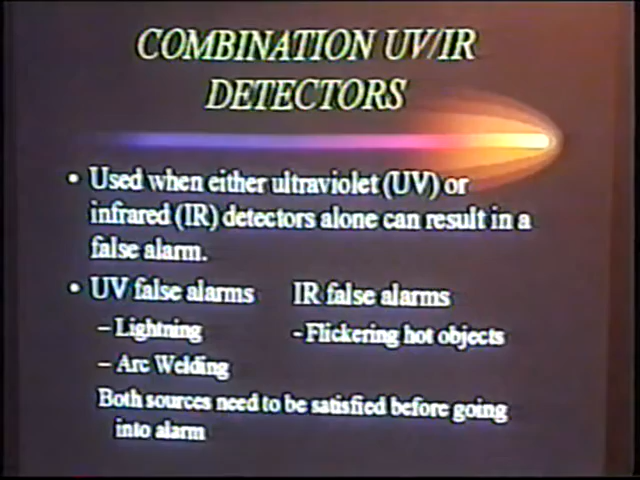 COMBINATION UV/IR
DETECTORS
• Used when either ultraviolet (UV) or
infrared (IR) detectors alone can result in a
false alarm.
• UV false alarms    IR false alarms
– Lightning    - Flickering hot objects
– Arc Welding
Both sources need to be satisfied before going
into alarm